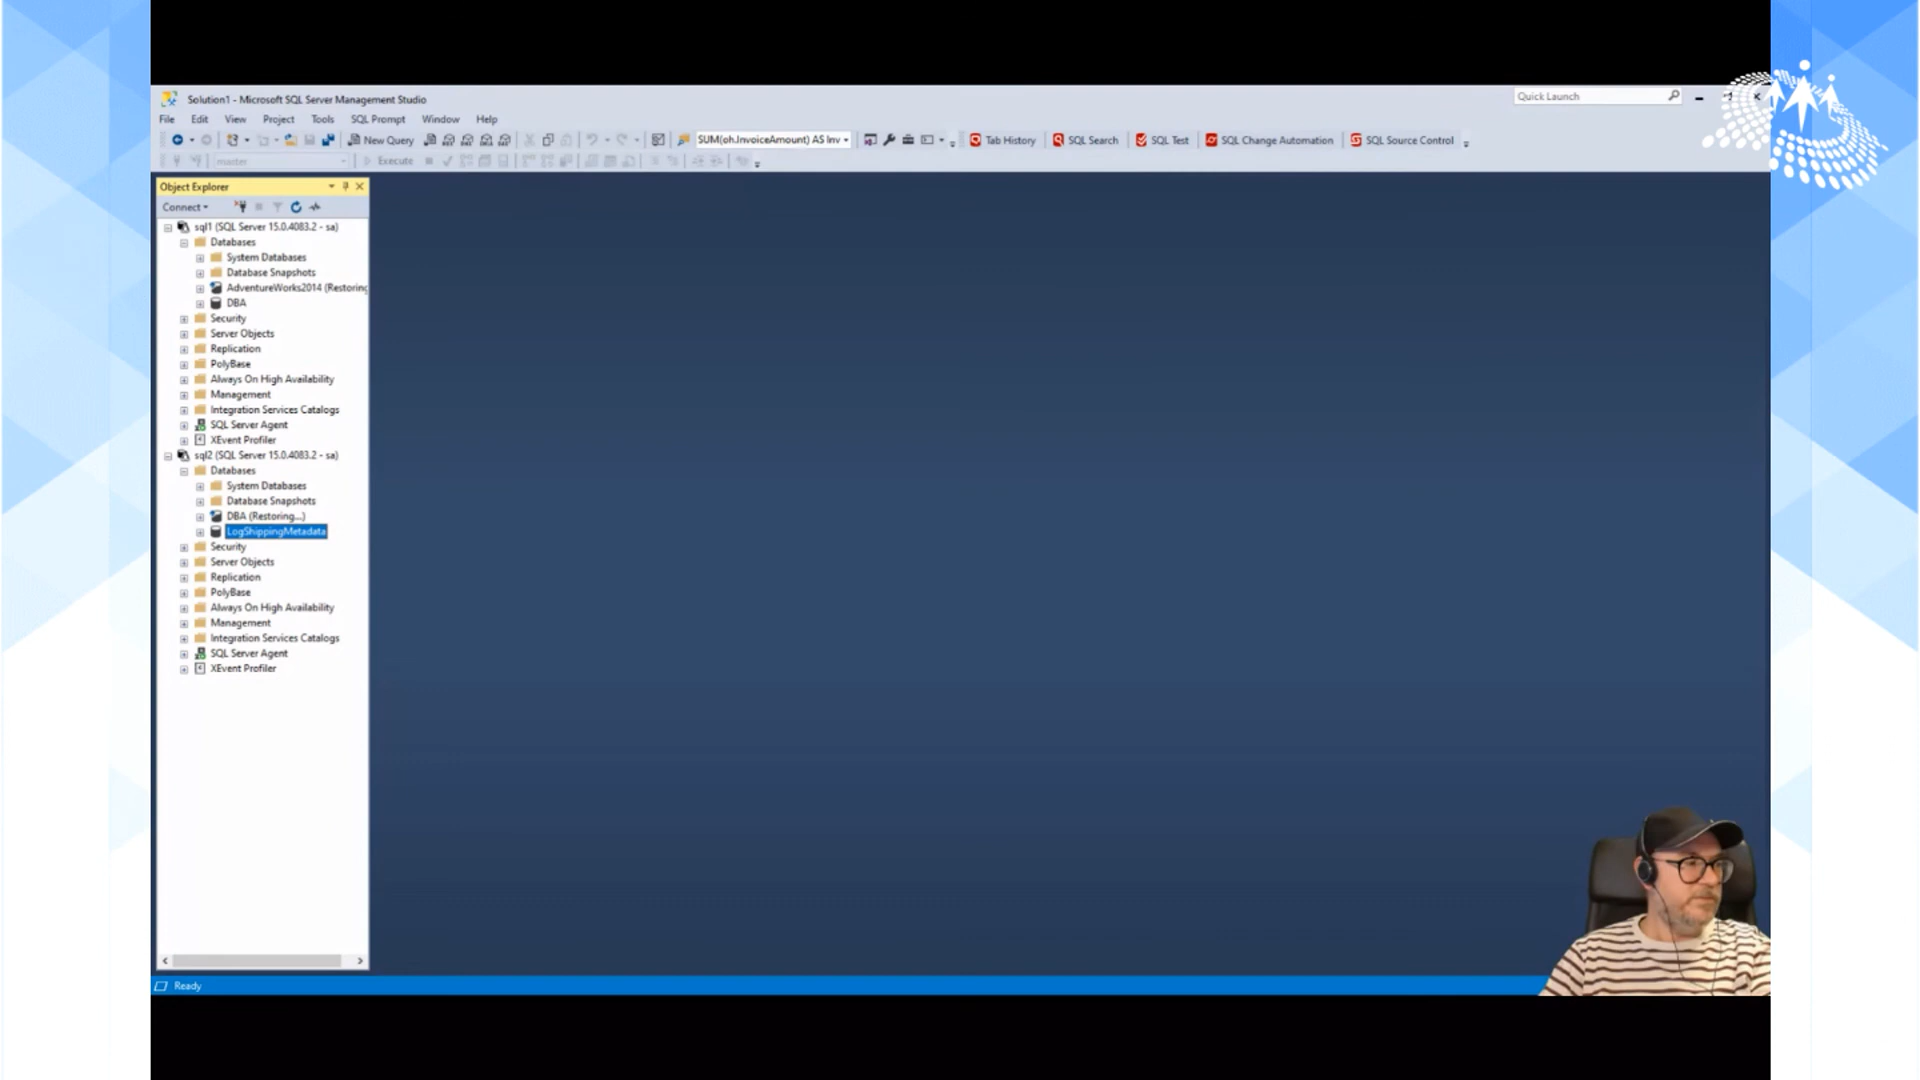 Solution1 - Microsoft SQL Server Management Studio
Quick Launch
File Edit View Project Tools SQL Prompt Window Help
New Query SUM(oh.InvoiceAmount) AS Inv Tab History SQL Search SQL Test SQL Change Automation SQL Source Control
master Execute
Object Explorer
Connect
sql1 (SQL Server 15.0.4083.2 - sa)
Databases
System Databases
Database Snapshots
AdventureWorks2014 (Restoring
DBA
Security
Server Objects
Replication
PolyBase
Always On High Availability
Management
Integration Services Catalogs
SQL Server Agent
XEvent Profiler
sql2 (SQL Server 15.0.4083.2 - sa)
Databases
System Databases
Database Snapshots
DBA (Restoring...)
LogShippingMetadata
Security
Server Objects
Replication
PolyBase
Always On High Availability
Management
Integration Services Catalogs
SQL Server Agent
XEvent Profiler
Ready